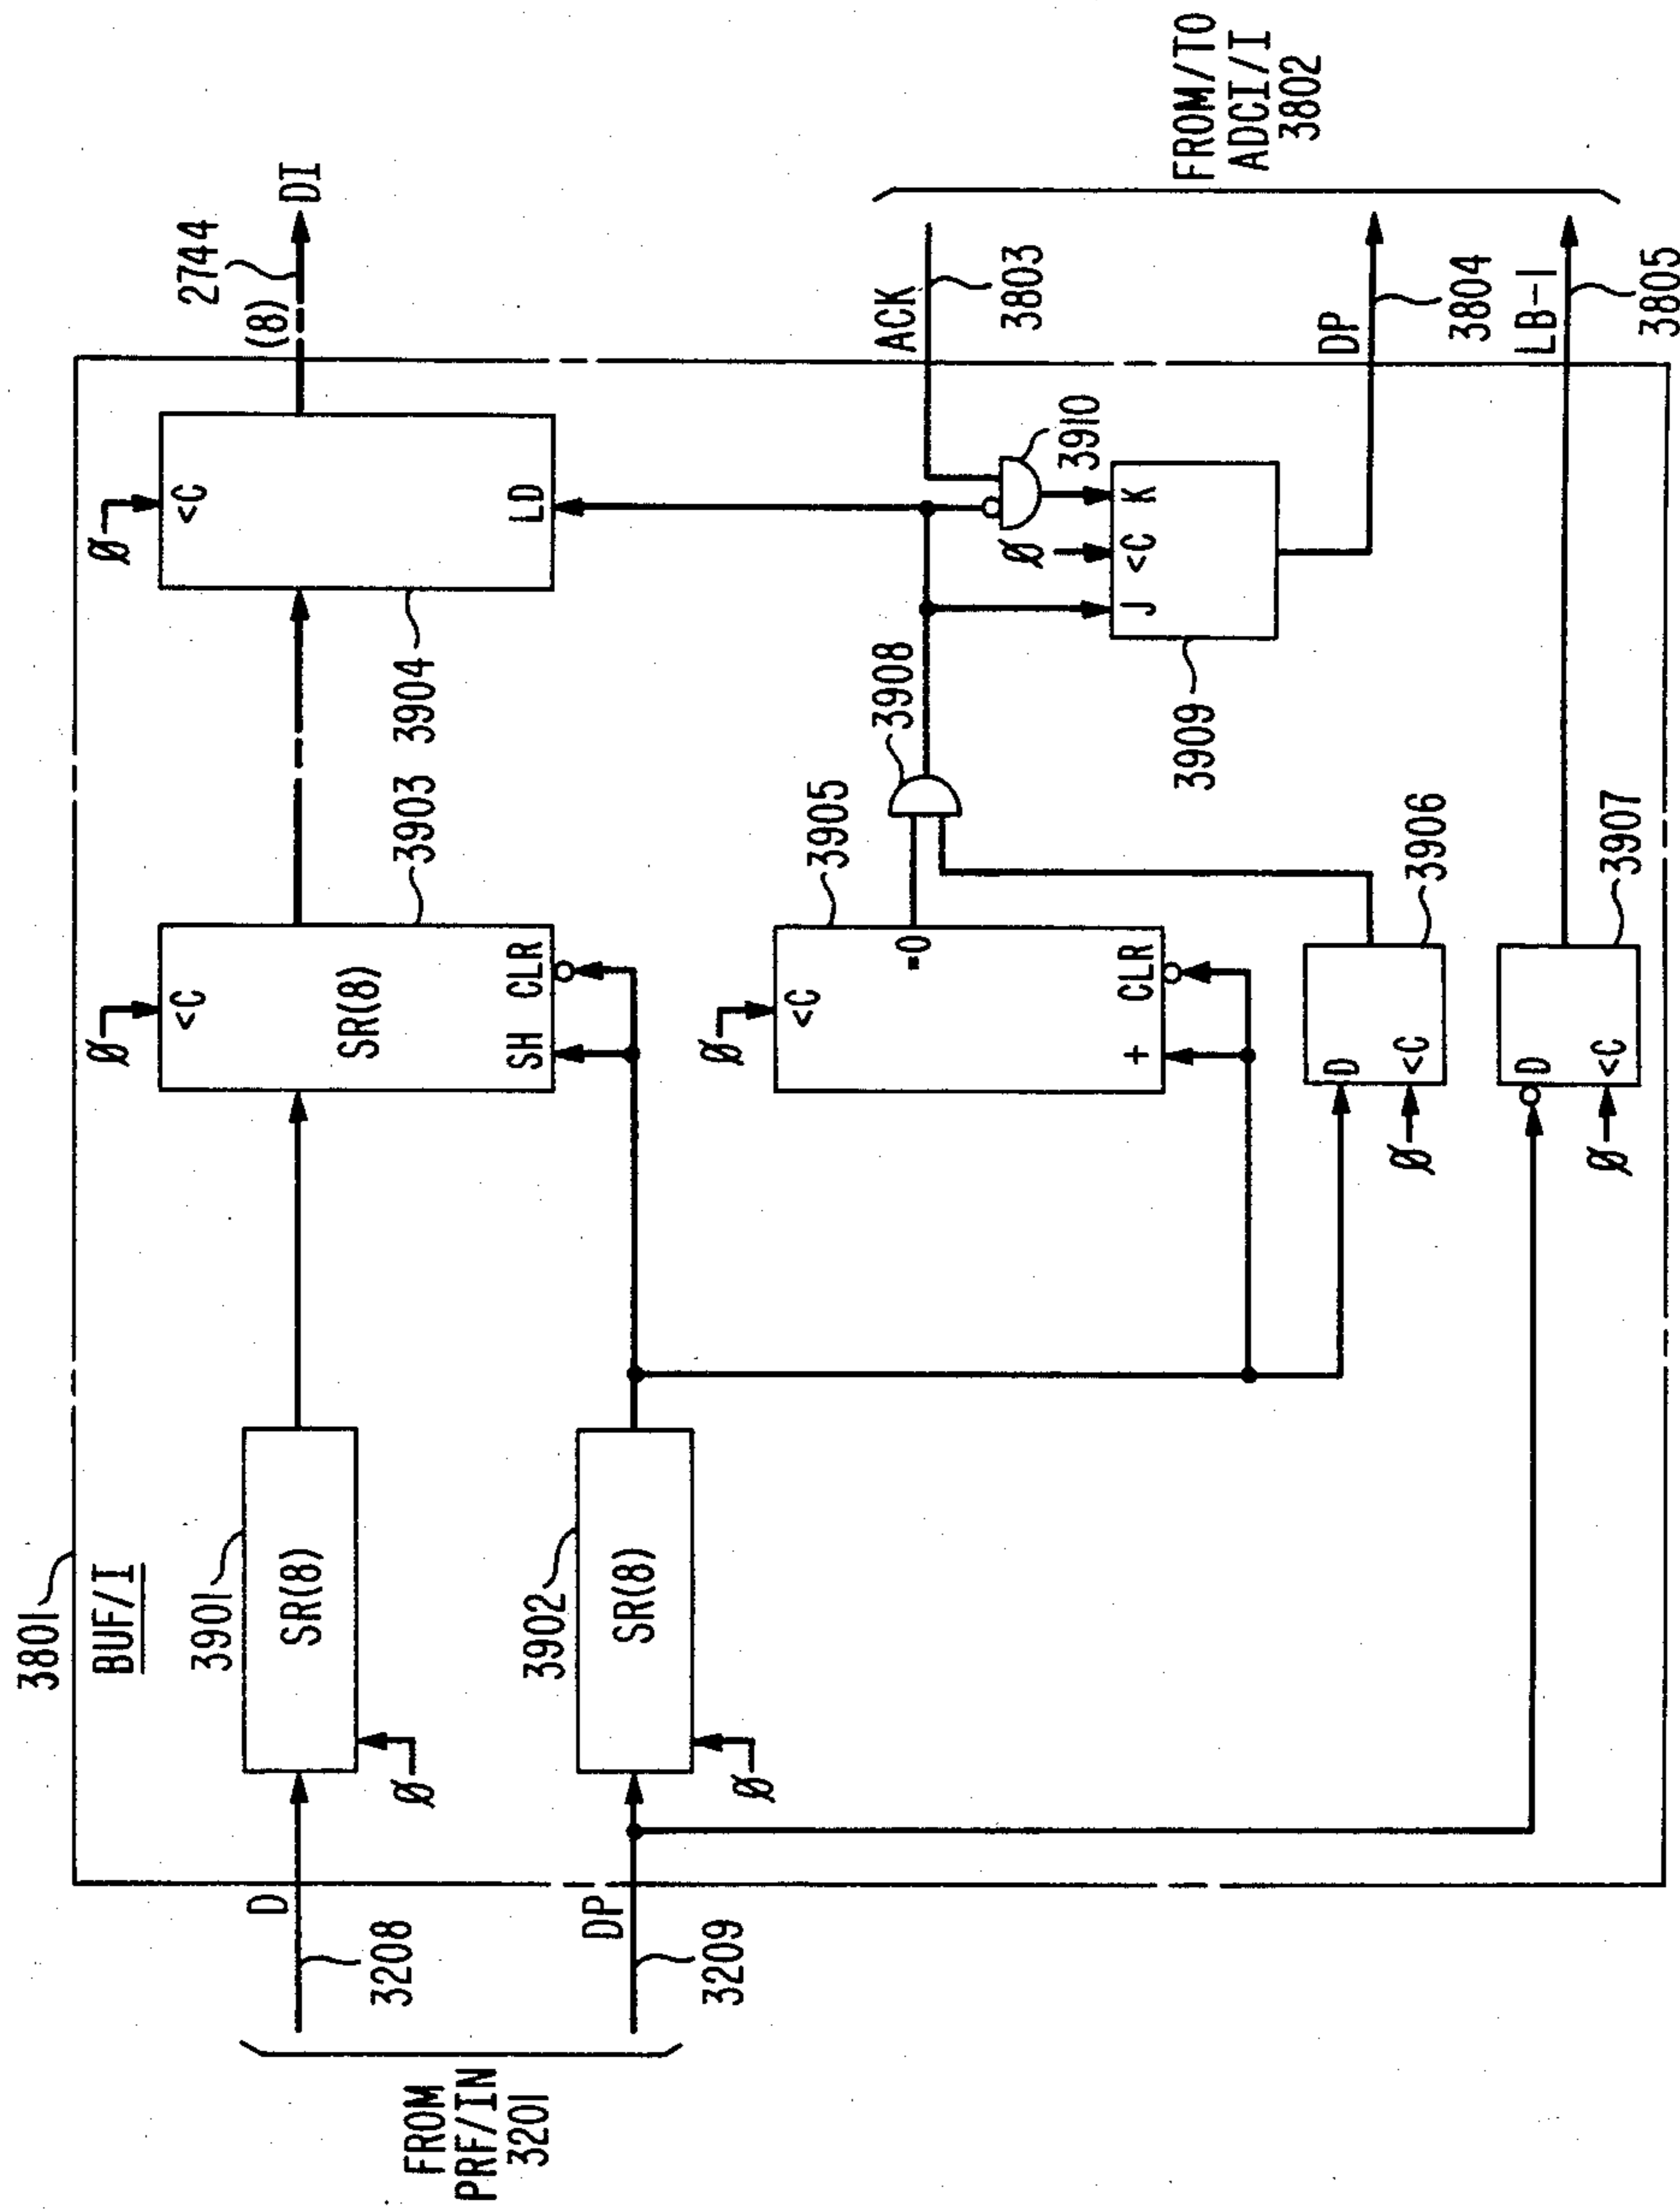 3801
BUF/I
FROM
PRF/IN
3201
D
3208
DP
3209
3901
SR(8)
Ø
3902
SR(8)
Ø
Ø
<C
SR(8)
SH CLR
3903
Ø
<C
LD
3904
(8)
2744
DI
Ø
<C
=0
+ CLR
3905
3908
D
<C
Ø
3906
D
<C
Ø
3907
J
<C
K
Ø
3909
3910
ACK
3803
DP
3804
LB-1
3805
FROM/TO
ADCI/I
3802